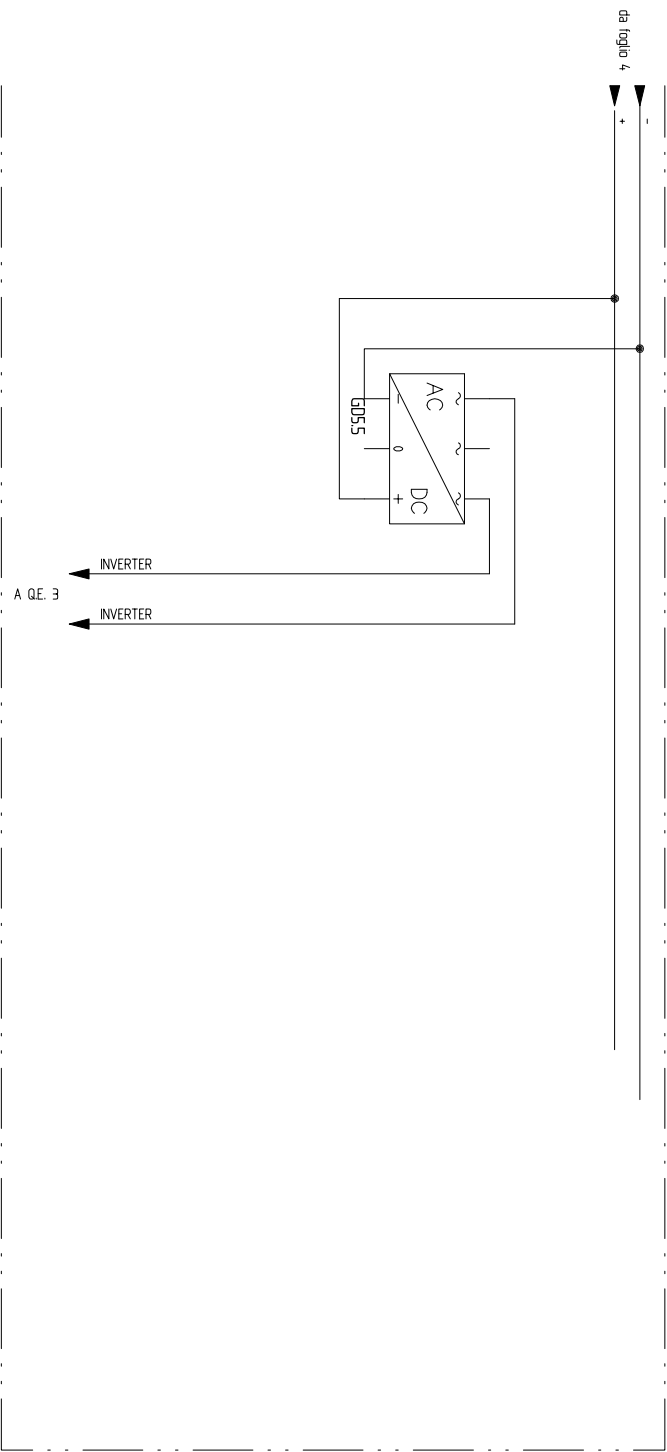 da foglio 4
+
-
AC
DC
~
~
~
-
0
+
GD5.5
INVERTER
A Q.E. 3
INVERTER